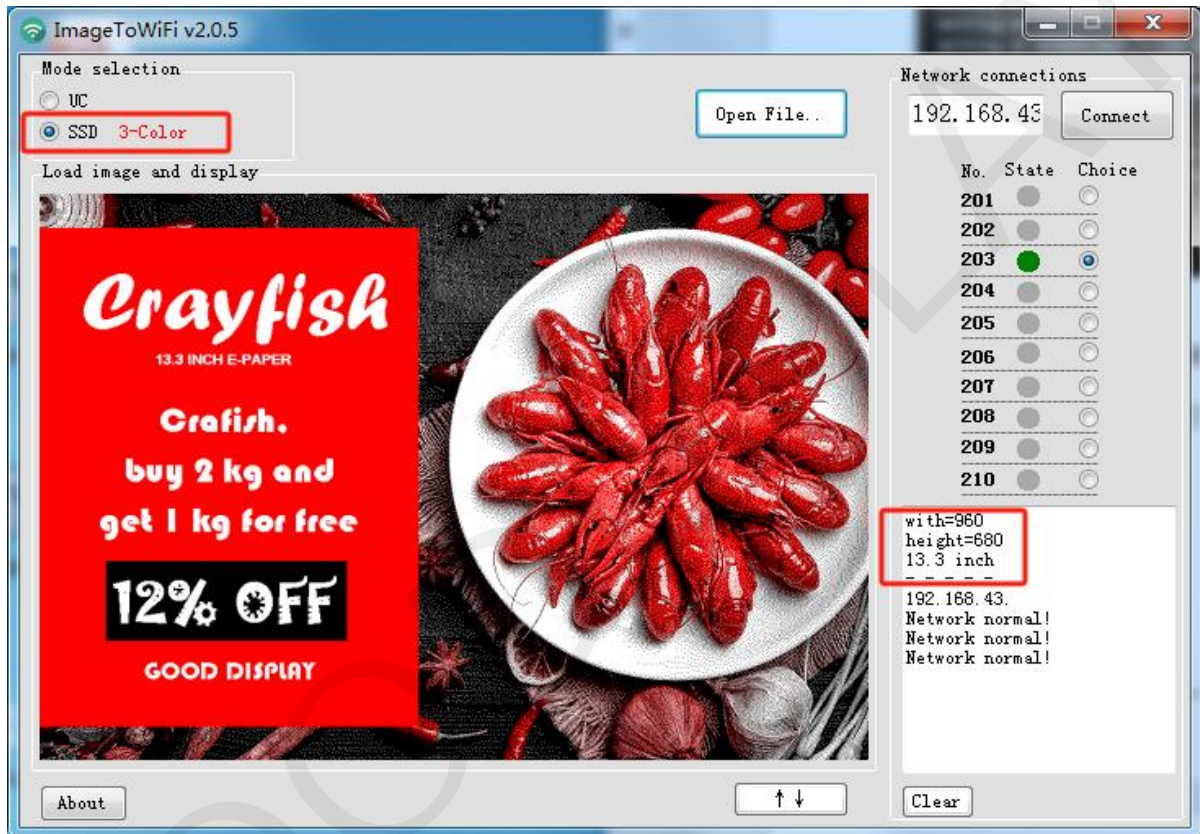 ImageToWiFi v2.0.5
Mode selection
UC
SSD 3-Color
Open File..
Network connections
192.168.43
Connect
Load image and display
Crayfish
13.3 INCH E-PAPER
Crafish,
buy 2 kg and
get 1 kg for free
12% OFF
GOOD DISPLAY
No. State Choice
201
202
203
204
205
206
207
208
209
210
with=960
height=680
13.3 inch
- - - - -
192.168.43.
Network normal!
Network normal!
Network normal!
About
↑ ↓
Clear